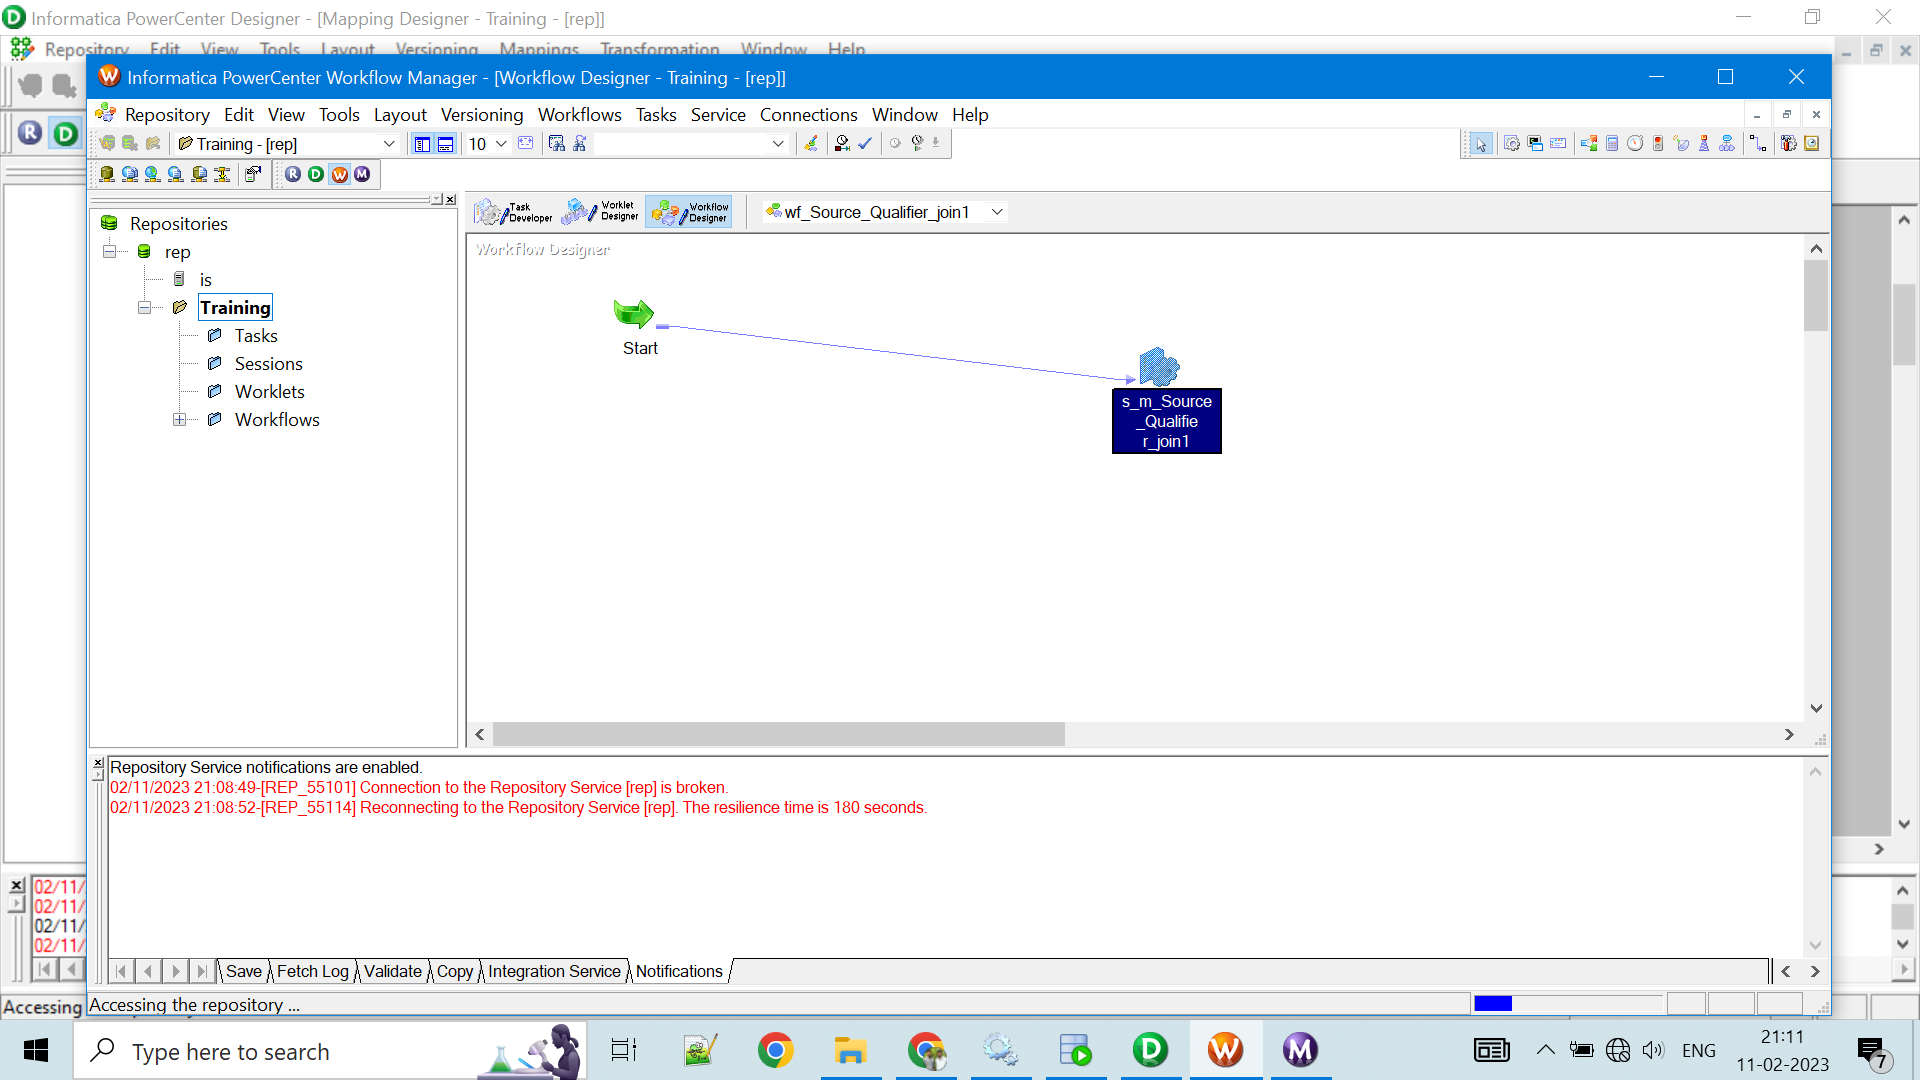 Informatica PowerCenter Designer - [Mapping Designer - Training - [rep]]
Repository Edit View Tools Layout Versioning Mappings Transformation Window Help
Informatica PowerCenter Workflow Manager - [Workflow Designer - Training - [rep]]
Repository Edit View Tools Layout Versioning Workflows Tasks Service Connections Window Help
Training - [rep]
10
R D
R D W M
Task Developer
Worklet Designer
Workflow Designer
wf_Source_Qualifier_join1
Repositories
rep
is
Training
Tasks
Sessions
Worklets
Workflows
Workflow Designer
Start
s_m_Source
_Qualifie
r_join1
Repository Service notifications are enabled.
02/11/2023 21:08:49-[REP_55101] Connection to the Repository Service [rep] is broken.
02/11/2023 21:08:52-[REP_55114] Reconnecting to the Repository Service [rep]. The resilience time is 180 seconds.
02/11/
02/11/
02/11/
02/11/
Save Fetch Log Validate Copy Integration Service Notifications
Accessing
Accessing the repository ...
Type here to search
D W M
ENG
21:11
11-02-2023
7